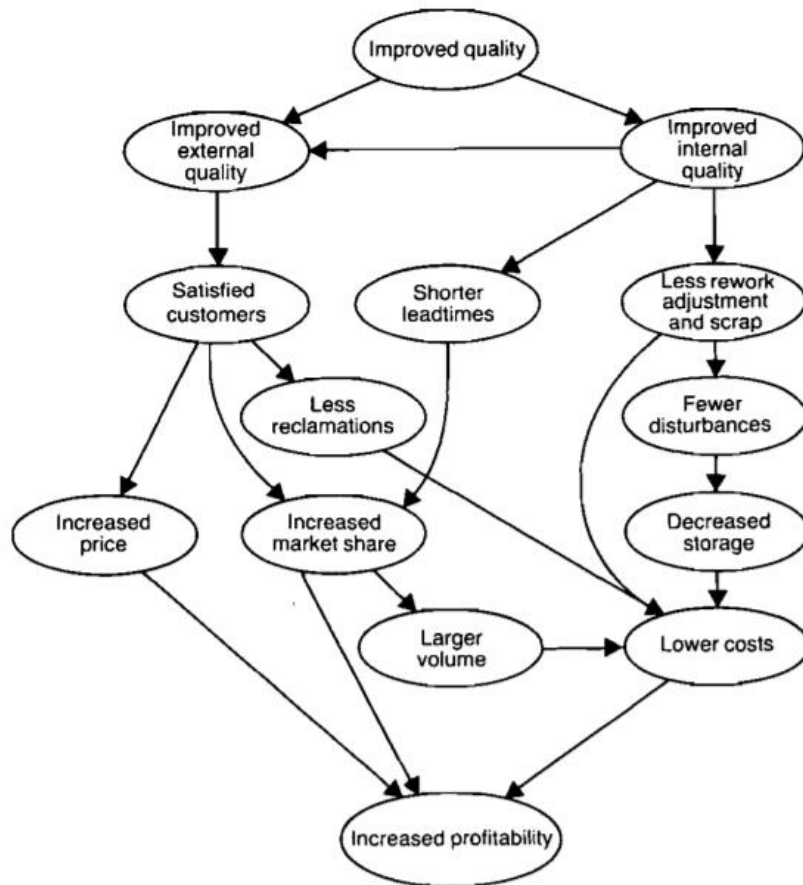 Improved quality
Improved
external
quality
Improved
internal
quality
Satisfied
customers
Shorter
leadtimes
Less rework
adjustment
and scrap
Less
reclamations
Fewer
disturbances
Increased
price
Increased
market share
Decreased
storage
Larger
volume
Lower costs
Increased profitability